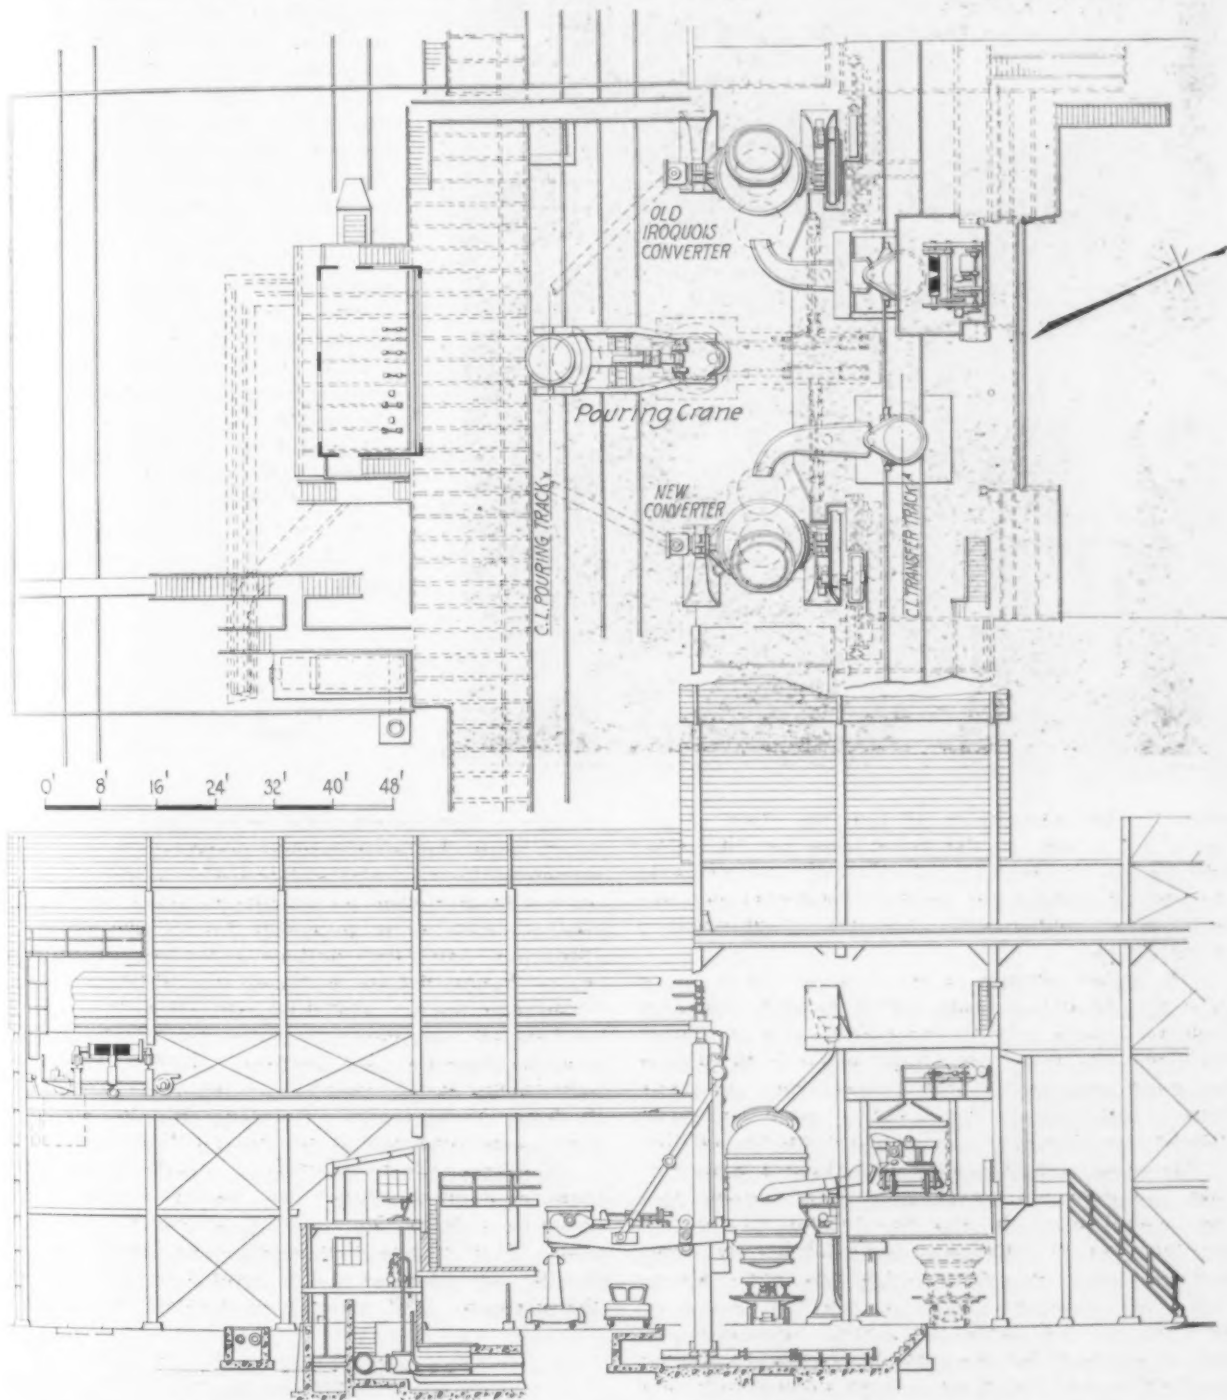 OLD
IROQUOIS
CONVERTER
Pouring Crane
NEW
CONVERTER
C.L. POURING TRACK
C.L. TRANSFER TRACK
0' 8' 16' 24' 32' 40' 48'